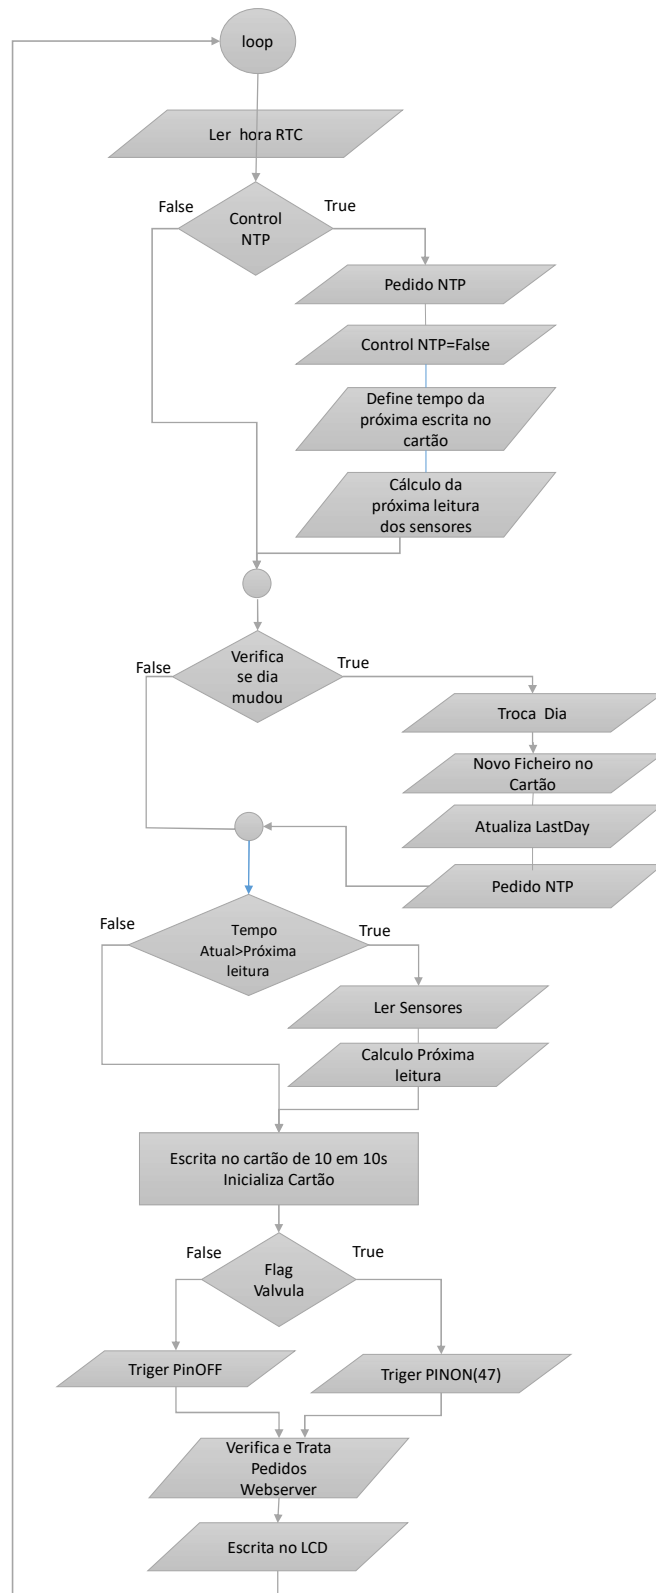 loop
Ler hora RTC
False
True
Control
NTP
Pedido NTP
Control NTP=False
Define tempo da
próxima escrita no
cartão
Cálculo da
próxima leitura
dos sensores
False
True
Verifica
se dia
mudou
Troca Dia
Novo Ficheiro no
Cartão
Atualiza LastDay
Pedido NTP
False
True
Tempo
Atual>Próxima
leitura
Ler Sensores
Calculo Próxima
leitura
Escrita no cartão de 10 em 10s
Inicializa Cartão
False
True
Flag
Valvula
Triger PinOFF
Triger PINON(47)
Verifica e Trata
Pedidos
Webserver
Escrita no LCD